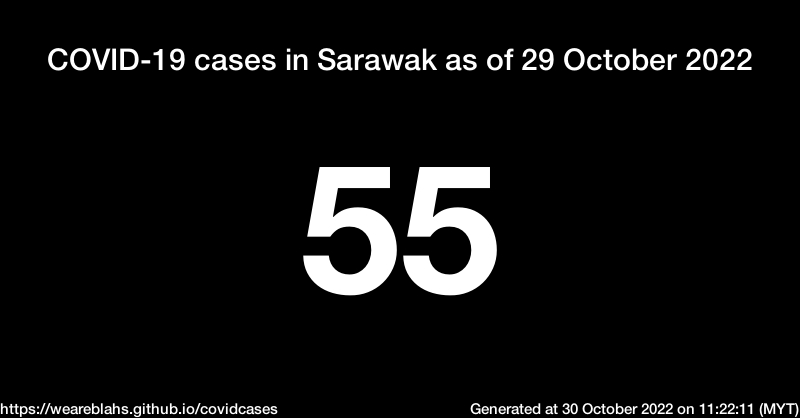 COVID-19 cases in Sarawak as of 29 October 2022
55
https://weareblahs.github.io/covidcases
Generated at 30 October 2022 on 11:22:11 (MYT)